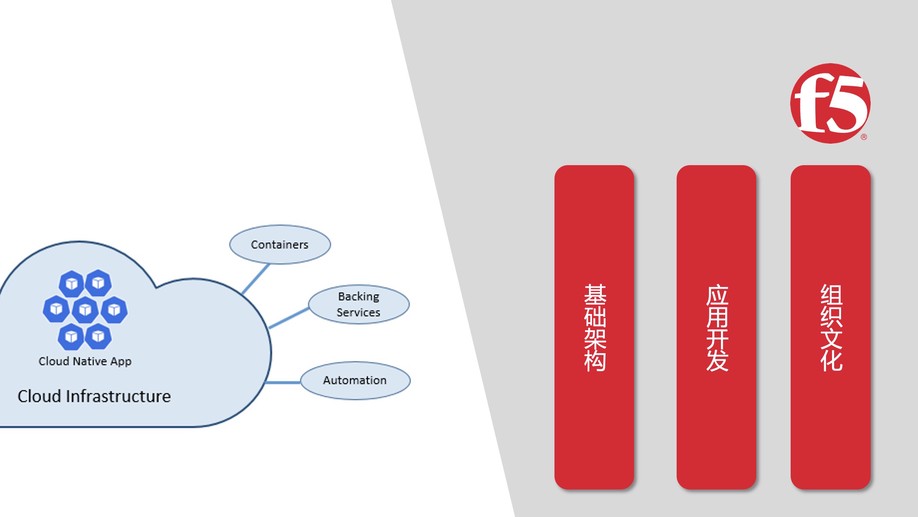 Containers
Backing
Services
Automation
Cloud Native App
Cloud Infrastructure
f5
®
基础架构
应用开发
组织文化